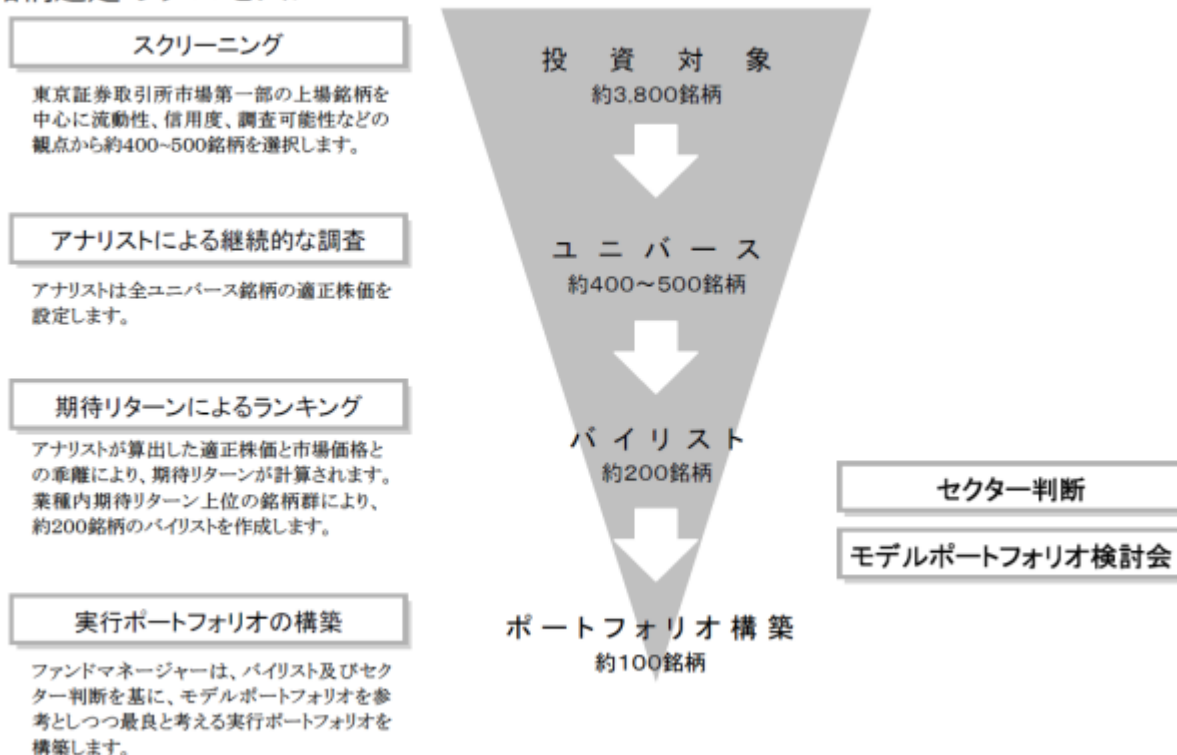 スクリーニング
東京証券取引所市場第一部の上場銘柄を
中心に流動性、信用度、調査可能性などの
観点から約400~500銘柄を選択します。
アナリストによる継続的な調査
アナリストは全ユニバース銘柄の適正株価を
設定します。
期待リターンによるランキング
アナリストが算出した適正株価と市場価格と
の乖離により、期待リターンが計算されます。
業種内期待リターン上位の銘柄群により、
約200銘柄のバイリストを作成します。
実行ポートフォリオの構築
ファンドマネージャーは、バイリスト及びセク
ター判断を基に、モデルポートフォリオを参
考としつつ最良と考える実行ポートフォリオを
構築します。
投資対象
約3,800銘柄
ユニバース
約400～500銘柄
バイリスト
約200銘柄
ポートフォリオ構築
約100銘柄
セクター判断
モデルポートフォリオ検討会